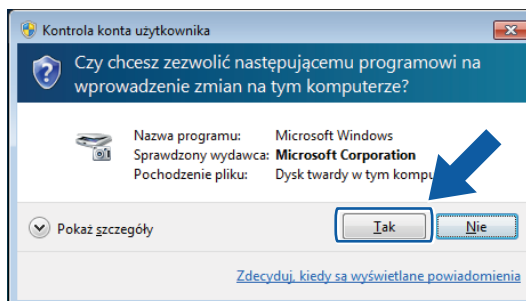 Kontrola konta użytkownika
Czy chcesz zezwolić następującemu programowi na
wprowadzenie zmian na tym komputerze?
Nazwa programu: Microsoft Windows
Sprawdzony wydawca: Microsoft Corporation
Pochodzenie pliku: Dysk twardy w tym
Pokaż szczegóły
Tak
Nie
Zdecyduj, kiedy są wyświetlane powiadomienia